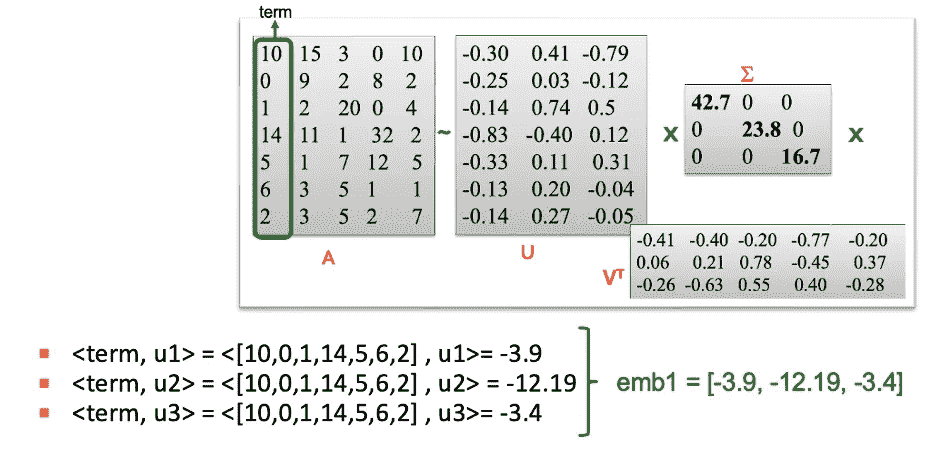 term
10 15 3 0 10
0 9 2 8 2
1 2 20 0 4
14 11 1 32 2
5 1 7 12 5
6 3 5 1 1
2 3 5 2 7
A
~
-0.30 0.41 -0.79
-0.25 0.03 -0.12
-0.14 0.74 0.5
-0.83 -0.40 0.12
-0.33 0.11 0.31
-0.13 0.20 -0.04
-0.14 0.27 -0.05
U
x
Σ
42.7 0 0
0 23.8 0
0 0 16.7
x
-0.41 -0.40 -0.20 -0.77 -0.20
0.06 0.21 0.78 -0.45 0.37
-0.26 -0.63 0.55 0.40 -0.28
Vᵀ
<term, u1> = <[10,0,1,14,5,6,2] , u1>= -3.9
<term, u2> = <[10,0,1,14,5,6,2] , u2> = -12.19
<term, u3> = <[10,0,1,14,5,6,2] , u3>= -3.4
emb1 = [-3.9, -12.19, -3.4]